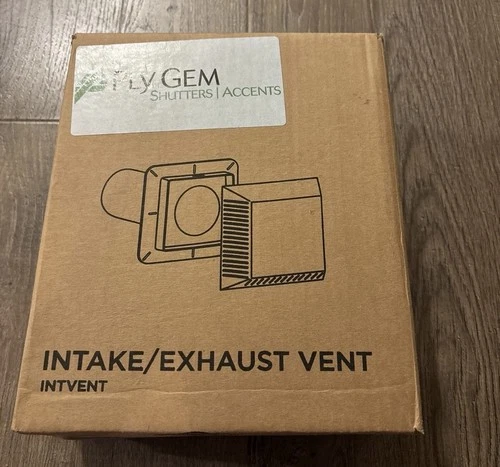 Ply GEM
SHUTTERS | ACCENTS
INTAKE/EXHAUST VENT
INTVENT